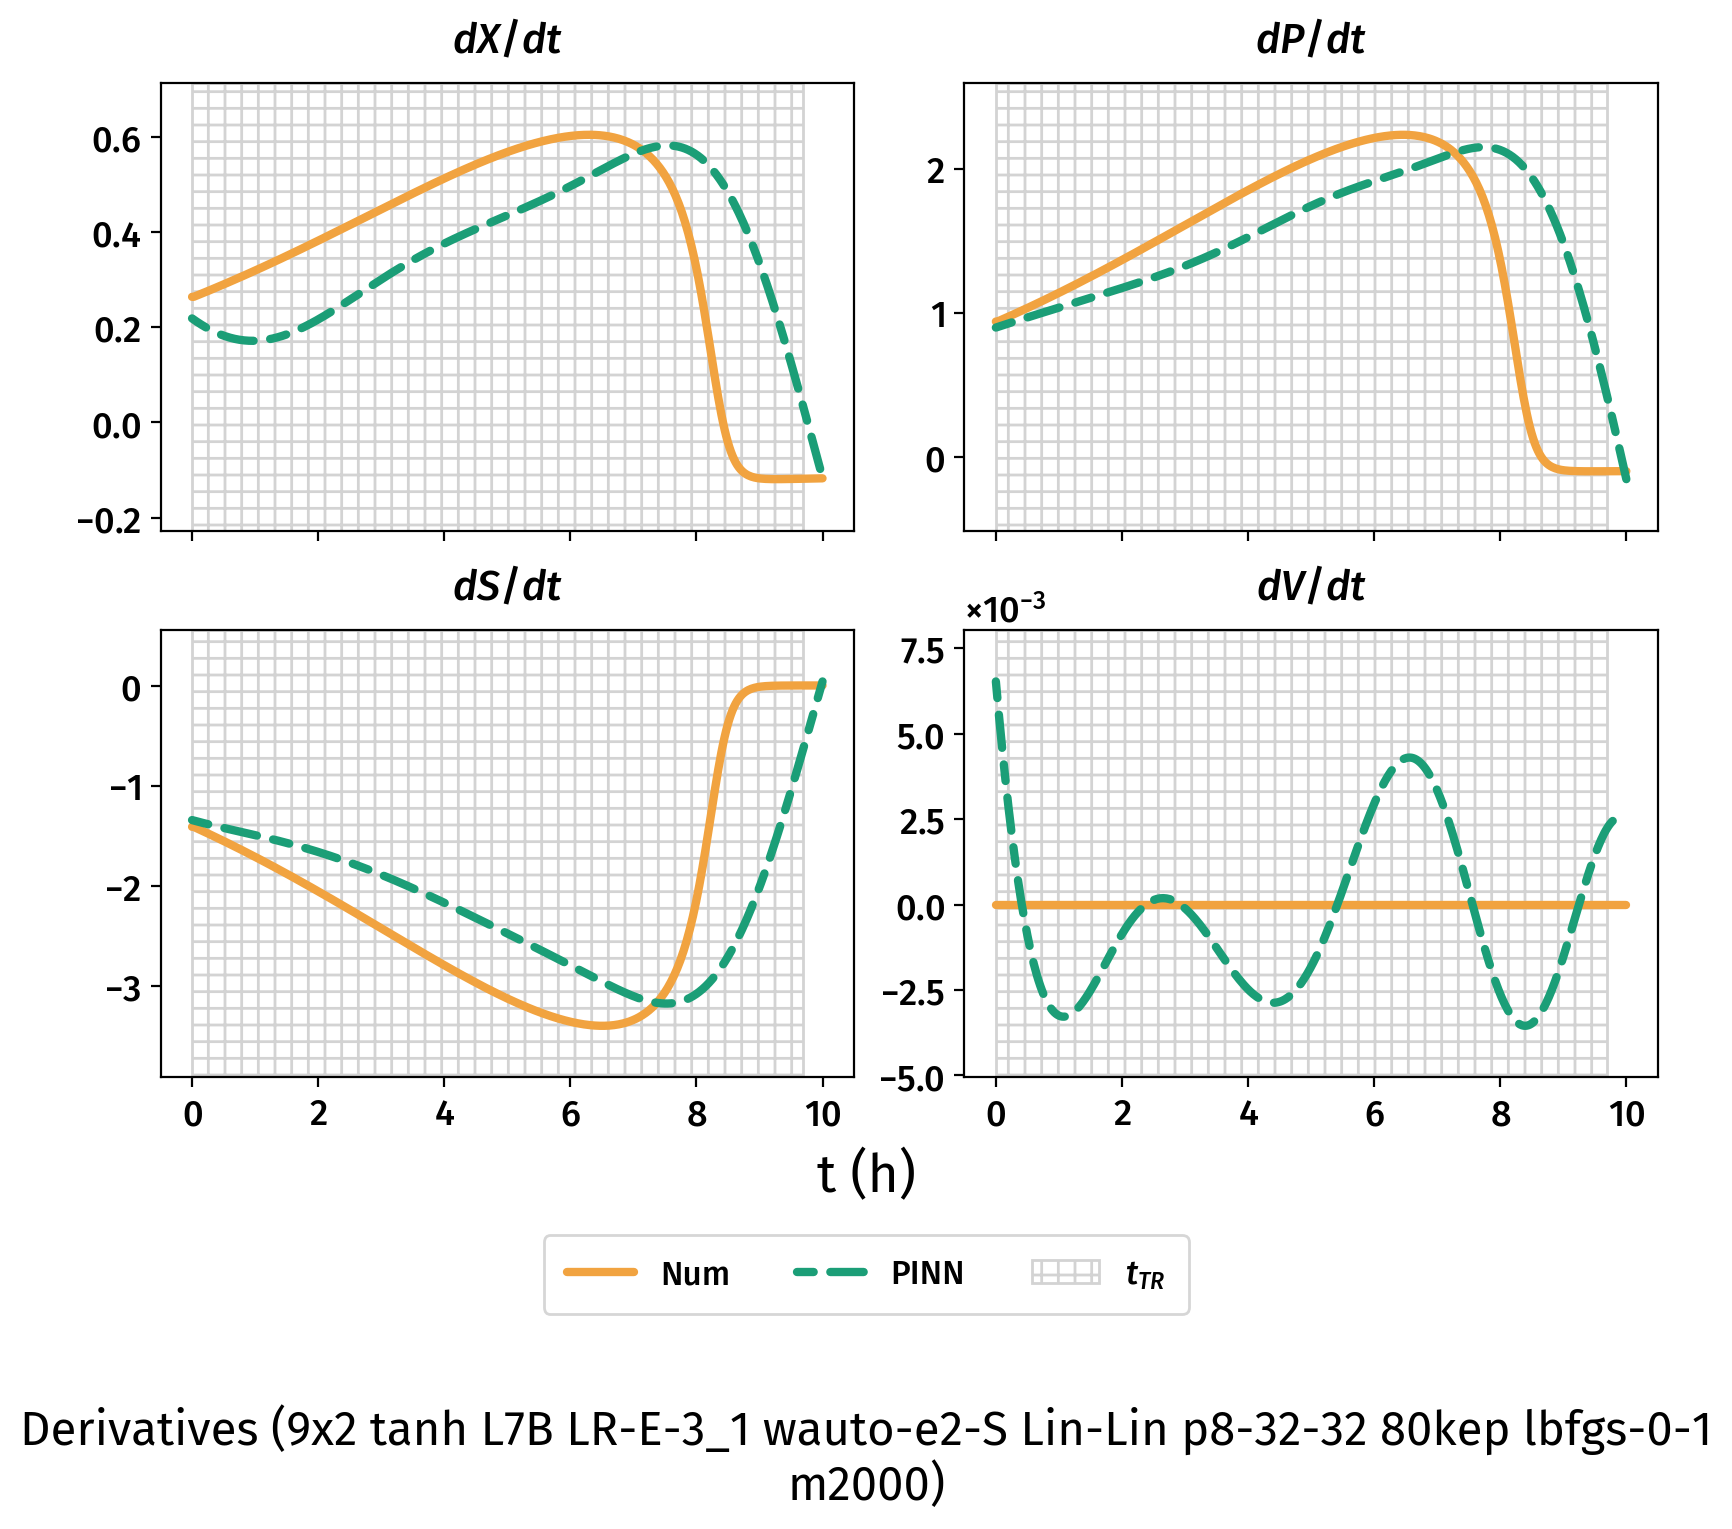 dX/dt
dP/dt
0.6
0.4
0.2
0.0
−0.2
2
1
0
dS/dt
dV/dt
×10⁻³
0
−1
−2
−3
7.5
5.0
2.5
0.0
−2.5
−5.0
0 2 4 6 8 10
0 2 4 6 8 10
t (h)
Num PINN t_TR
Derivatives (9x2 tanh L7B LR-E-3_1 wauto-e2-S Lin-Lin p8-32-32 80kep lbfgs-0-1
m2000)